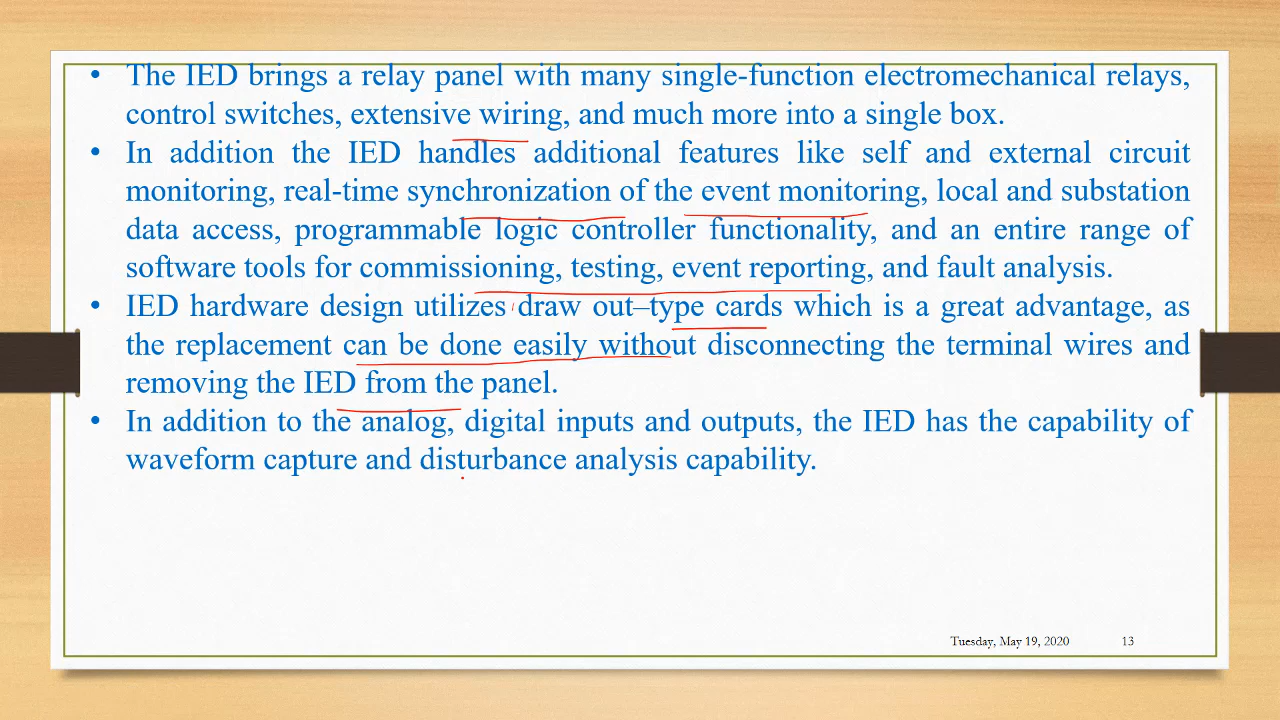 • The IED brings a relay panel with many single-function electromechanical relays,
control switches, extensive wiring, and much more into a single box.
• In addition the IED handles additional features like self and external circuit
monitoring, real-time synchronization of the event monitoring, local and substation
data access, programmable logic controller functionality, and an entire range of
software tools for commissioning, testing, event reporting, and fault analysis.
• IED hardware design utilizes draw out–type cards which is a great advantage, as
the replacement can be done easily without disconnecting the terminal wires and
removing the IED from the panel.
• In addition to the analog, digital inputs and outputs, the IED has the capability of
waveform capture and disturbance analysis capability.
Tuesday, May 19, 2020 13